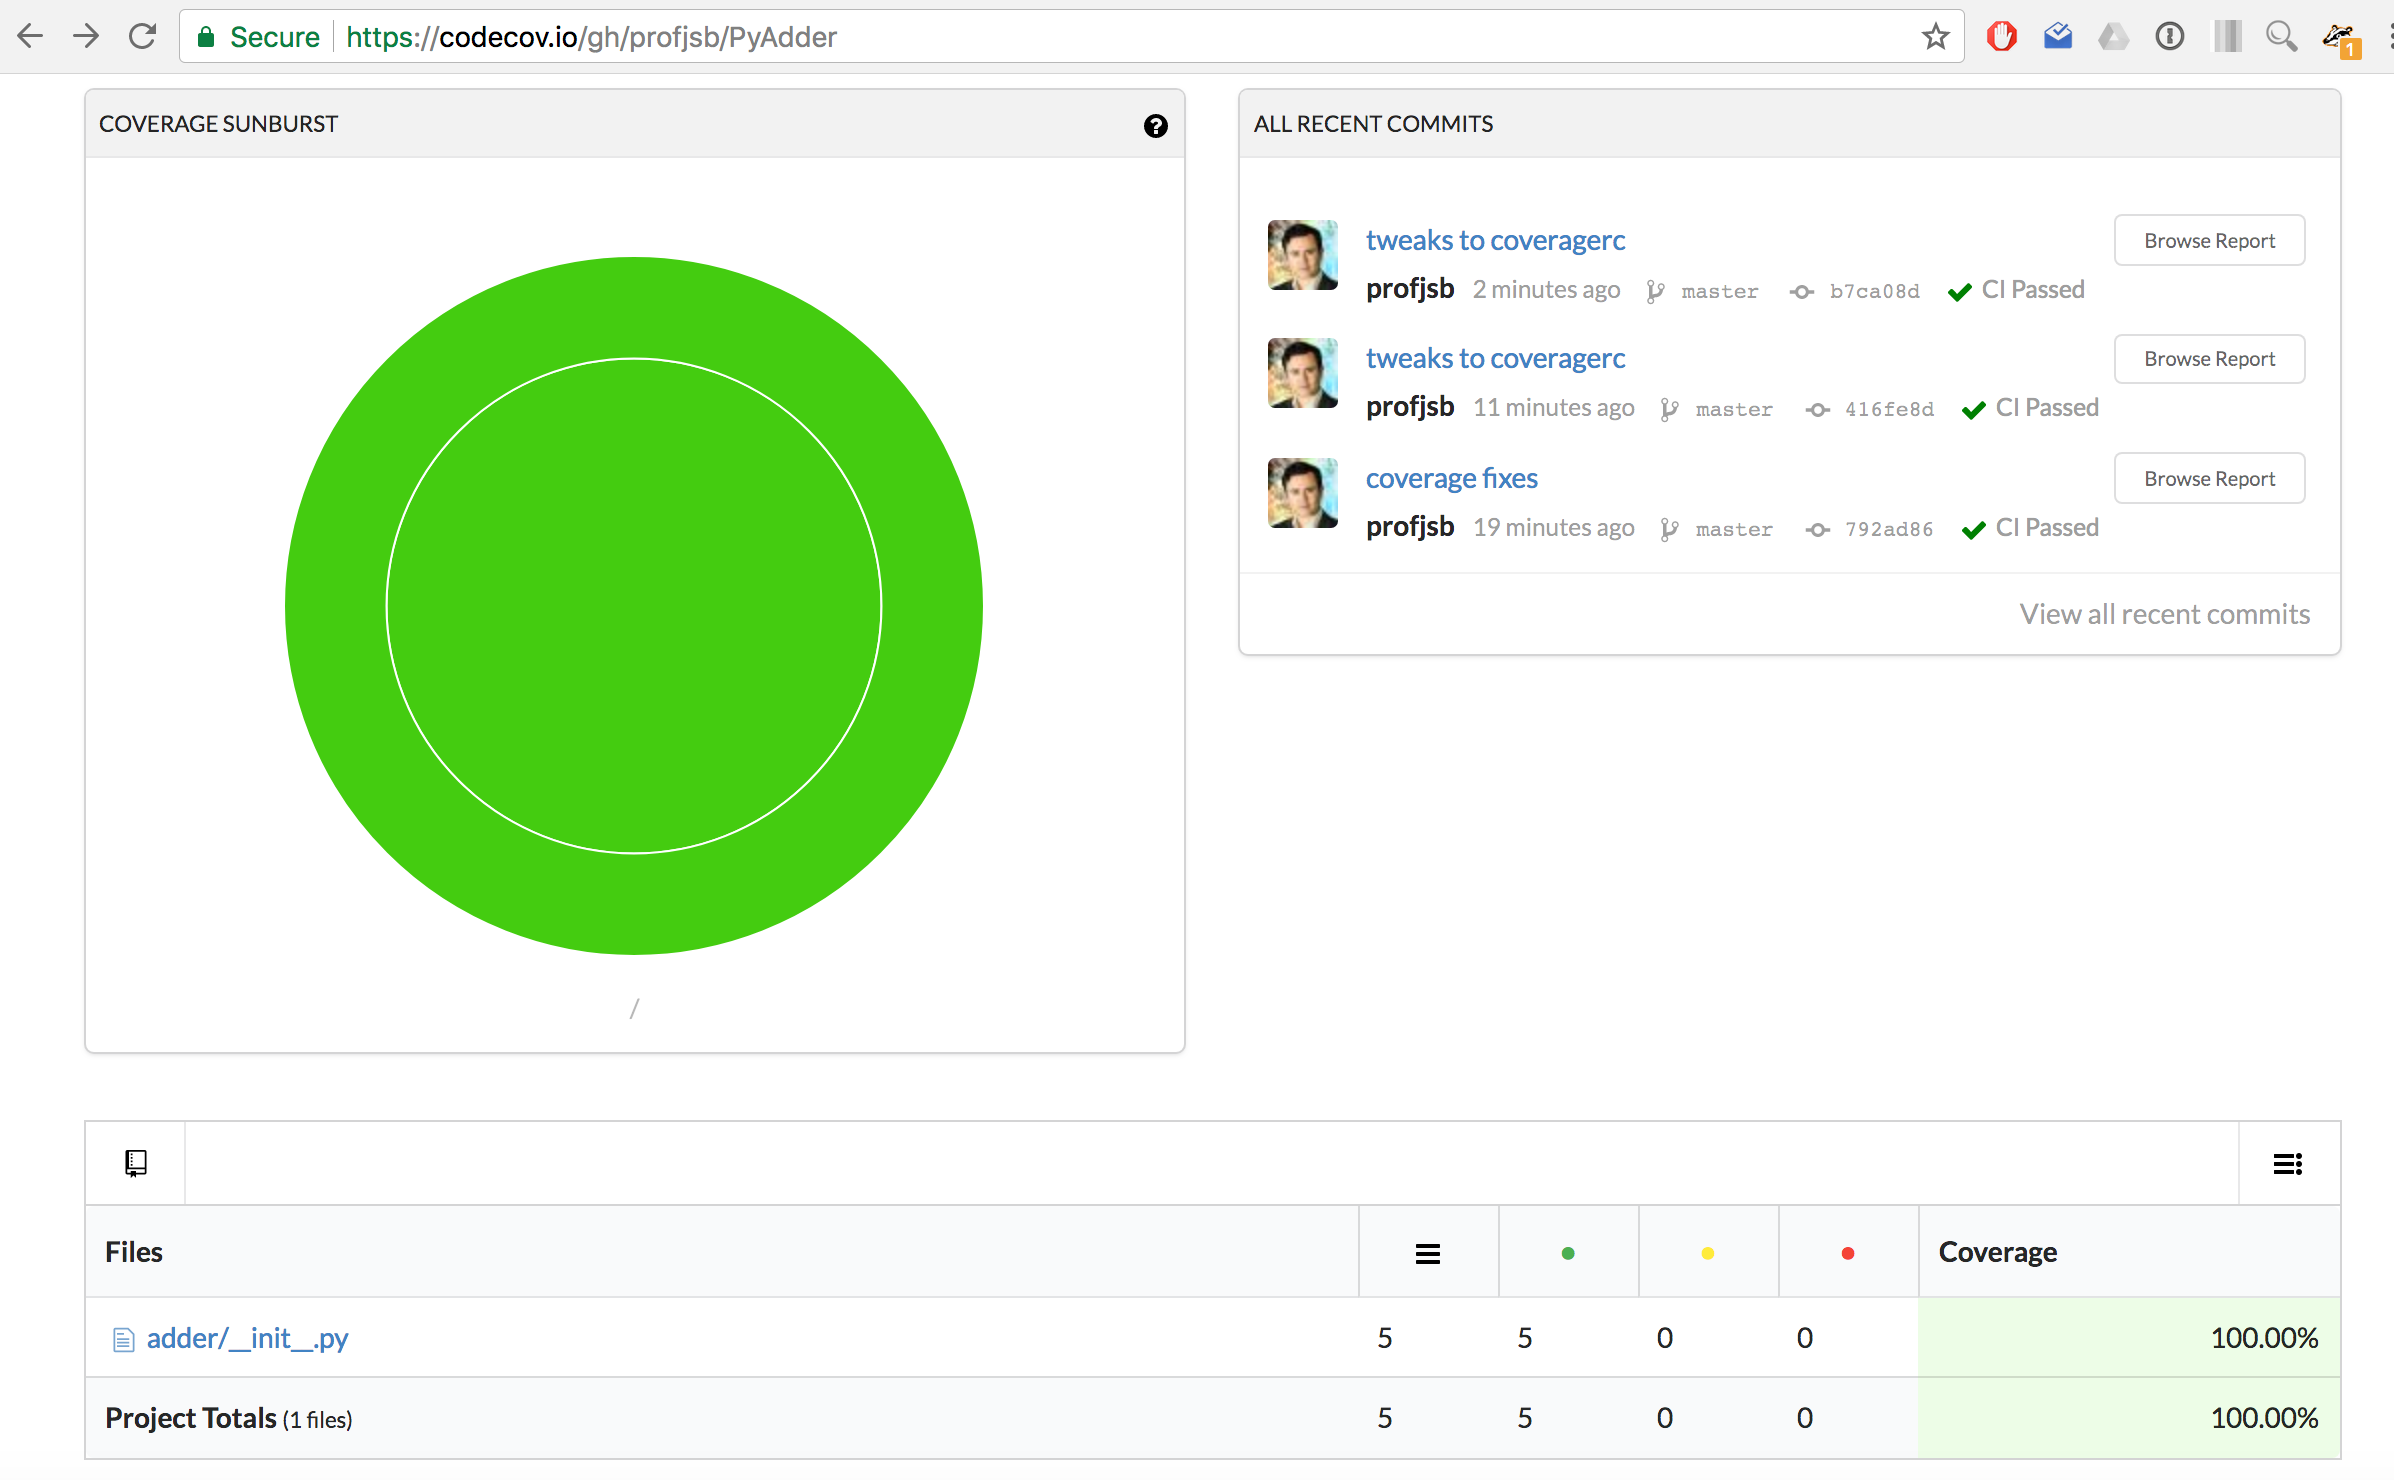 Secure https://codecov.io/gh/profjsb/PyAdder
1
COVERAGE SUNBURST
/
ALL RECENT COMMITS
tweaks to coveragerc Browse Report
profjsb 2 minutes ago master b7ca08d CI Passed
tweaks to coveragerc Browse Report
profjsb 11 minutes ago master 416fe8d CI Passed
coverage fixes Browse Report
profjsb 19 minutes ago master 792ad86 CI Passed
View all recent commits
Files Coverage
adder/__init__.py 5 5 0 0 100.00%
Project Totals (1 files) 5 5 0 0 100.00%